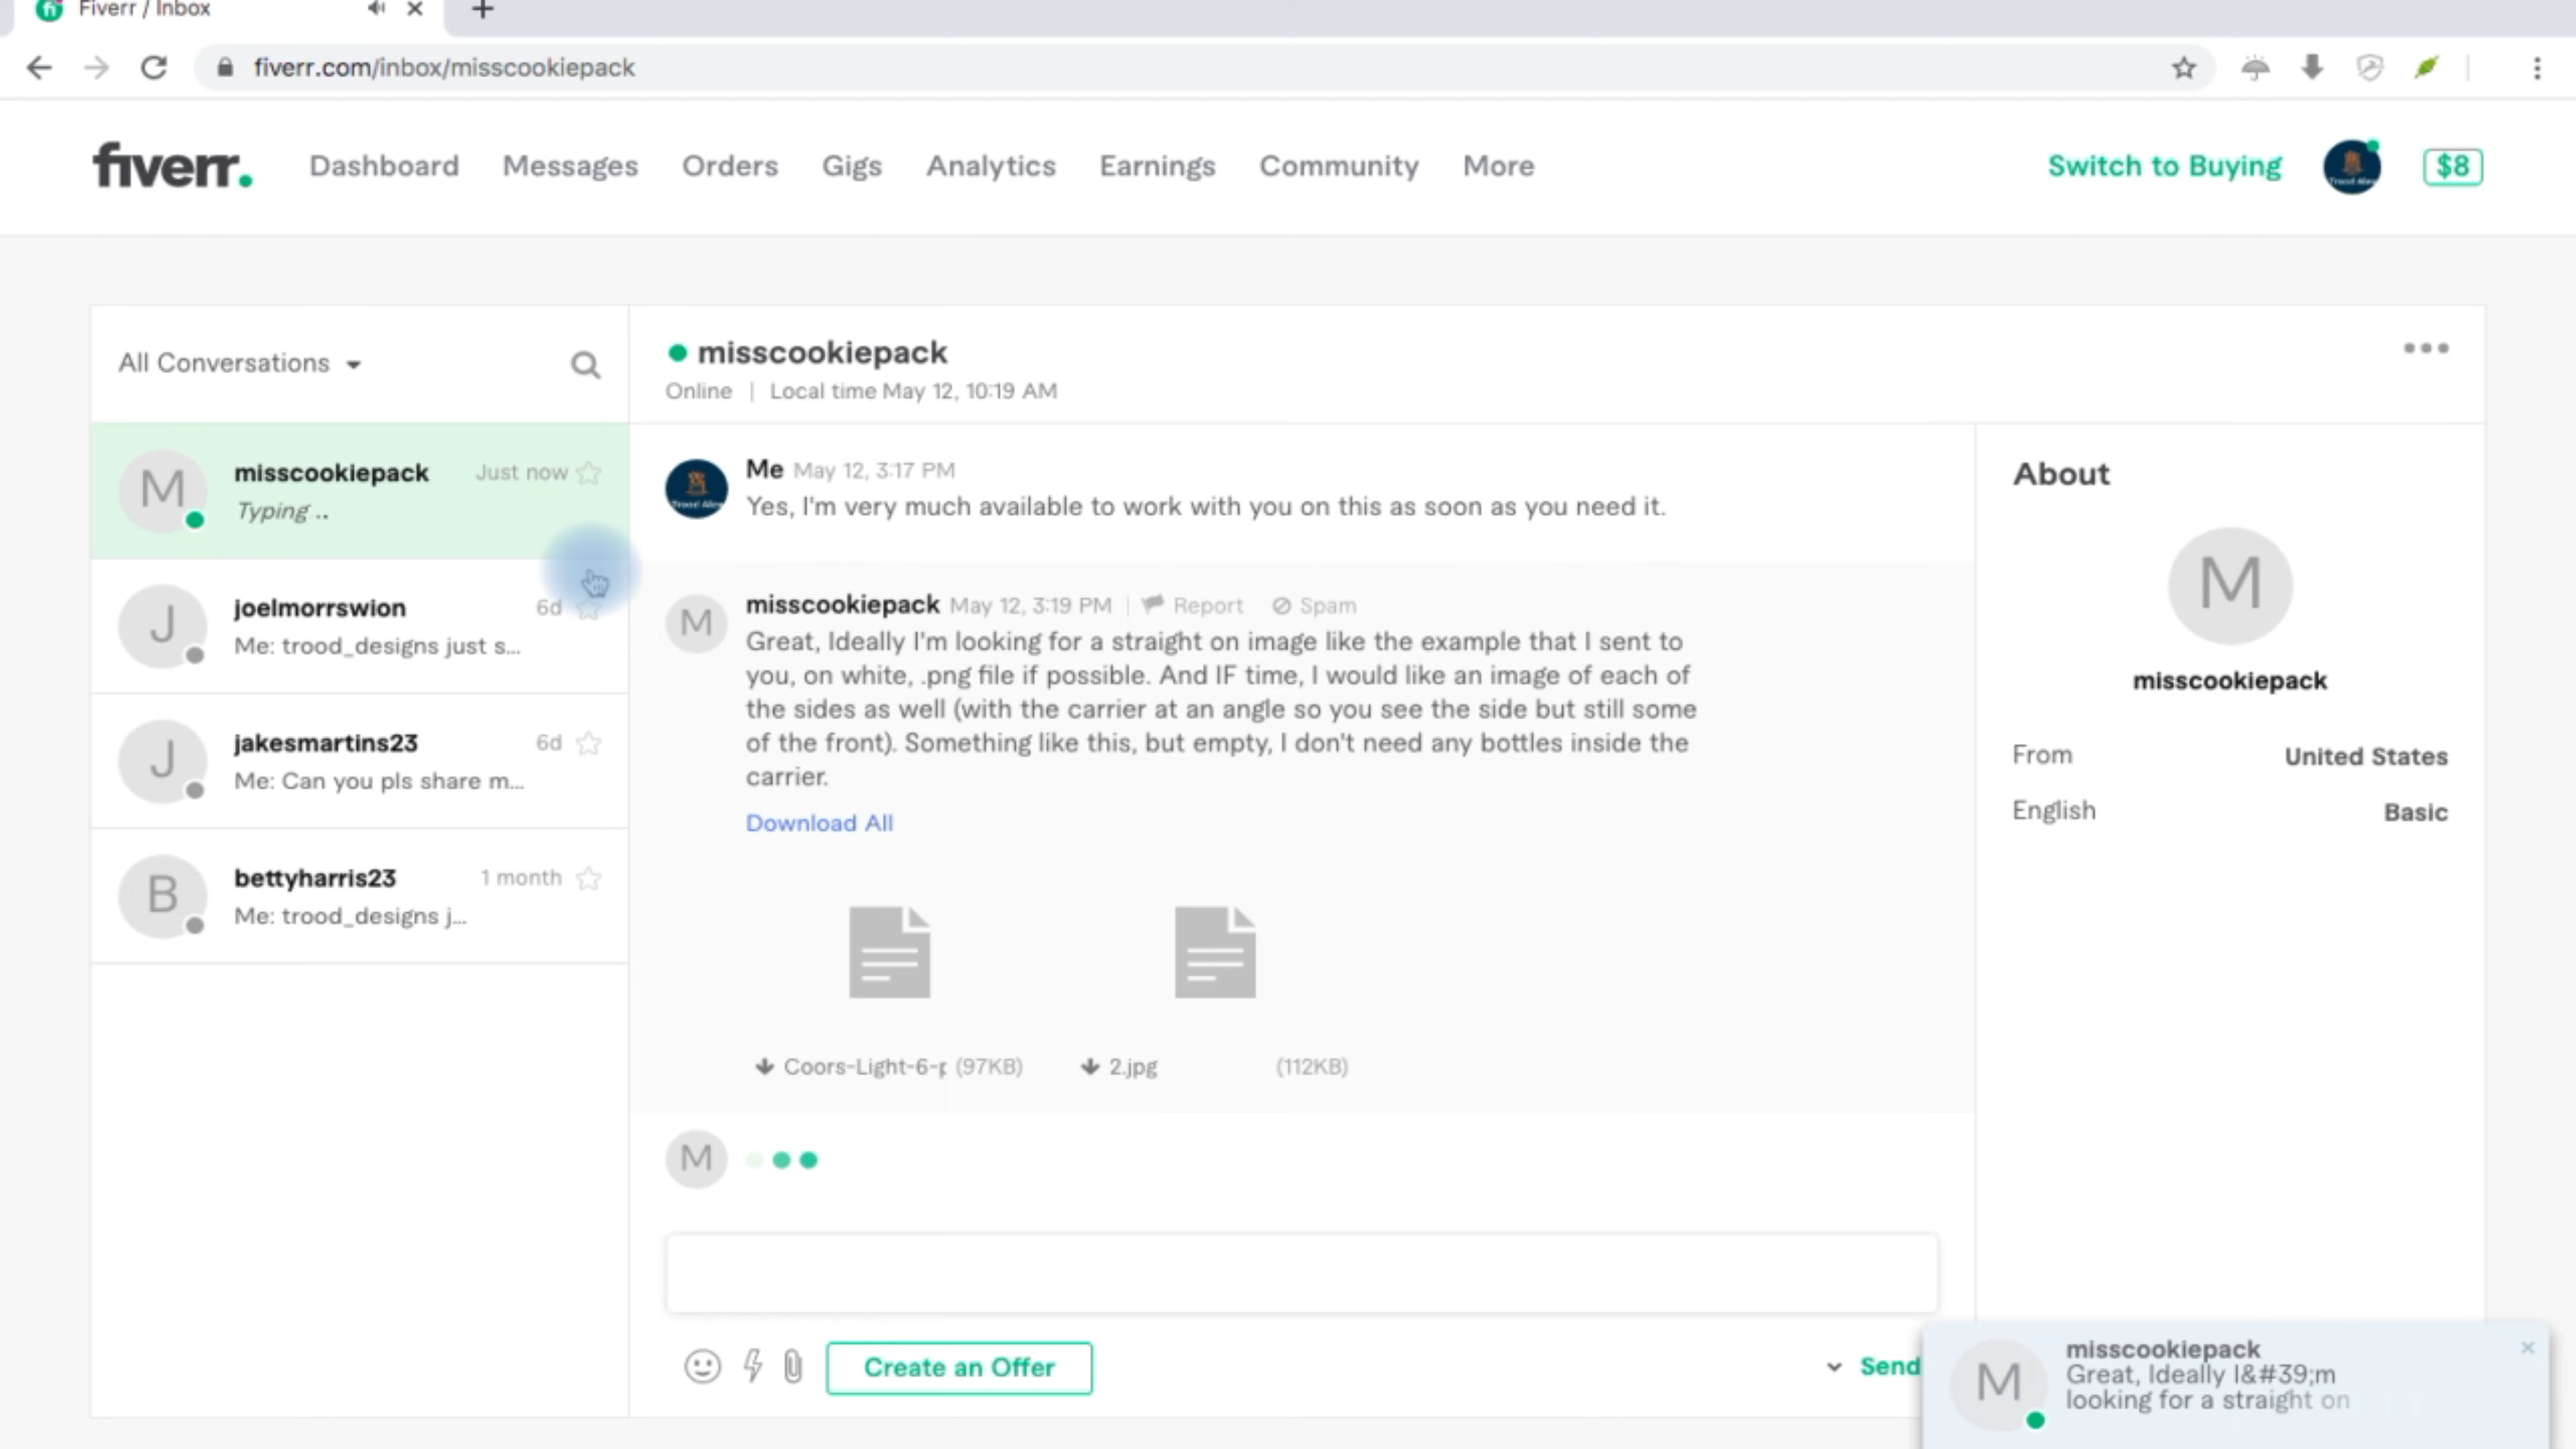 Fiverr / Inbox
fiverr.com/inbox/misscookiepack
fiverr.
Dashboard
Messages
Orders
Gigs
Analytics
Earnings
Community
More
Switch to Buying
$8
All Conversations
misscookiepack
Just now
Typing ..
joelmorrswion
6d
Me: trood_designs just s...
jakesmartins23
6d
Me: Can you pls share m...
bettyharris23
1 month
Me: trood_designs j...
misscookiepack
Online | Local time May 12, 10:19 AM
Me May 12, 3:17 PM
Yes, I'm very much available to work with you on this as soon as you need it.
misscookiepack May 12, 3:19 PM | Report Spam
Great, Ideally I'm looking for a straight on image like the example that I sent to
you, on white, .png file if possible. And IF time, I would like an image of each of
the sides as well (with the carrier at an angle so you see the side but still some
of the front). Something like this, but empty, I don't need any bottles inside the
carrier.
Download All
Coors-Light-6-p (97KB)
2.jpg (112KB)
M
Create an Offer
Send
About
M
misscookiepack
From United States
English Basic
M
misscookiepack
Great, Ideally I&#39;m
looking for a straight on